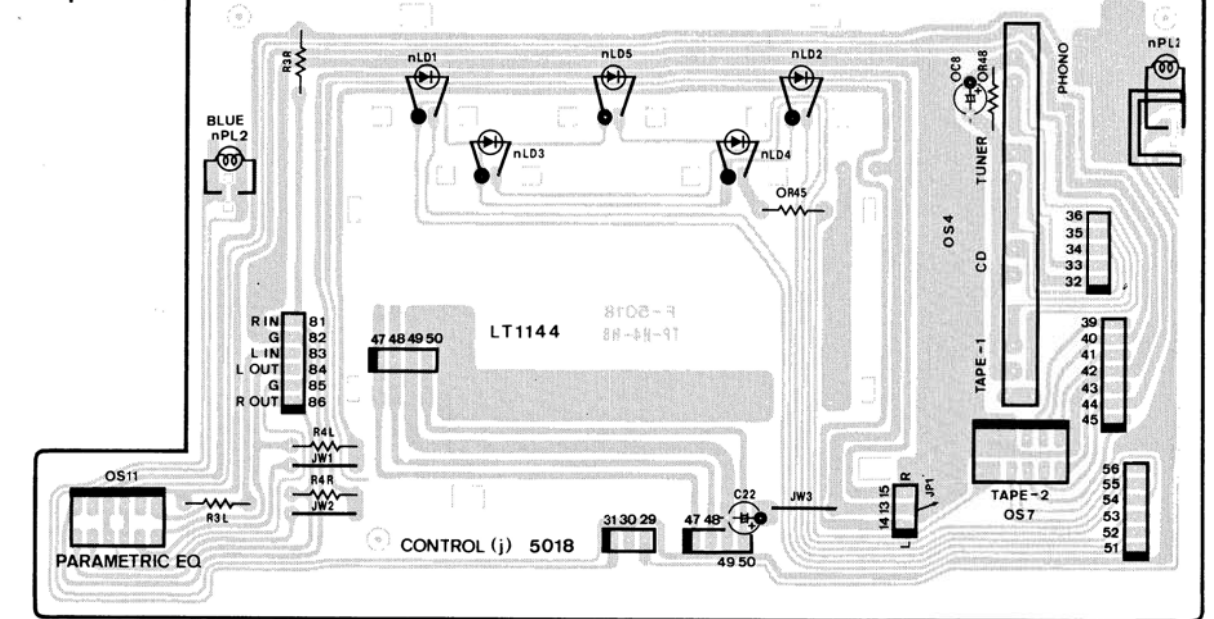 R3R
nLD1
nLD5
nLD2
OC8
OR48
PHONO
nPL2
BLUE
nPL2
nLD3
nLD4
TUNER
OR45
OS4
CD
36
35
34
33
32
R IN 81
G 82
L IN 83
L OUT 84
G 85
R OUT 86
47 48 49 50
LT1144
F-5018
TP-H4-HB
TAPE-1
39
40
41
42
43
44
45
R4L
JW1
R4R
JW2
OS11
R3L
PARAMETRIC EQ
CONTROL (j) 5018
31 30 29
47 48
C22
49 50
JW3
R
14 13 15
L
JP1
TAPE-2
OS7
56
55
54
53
52
51